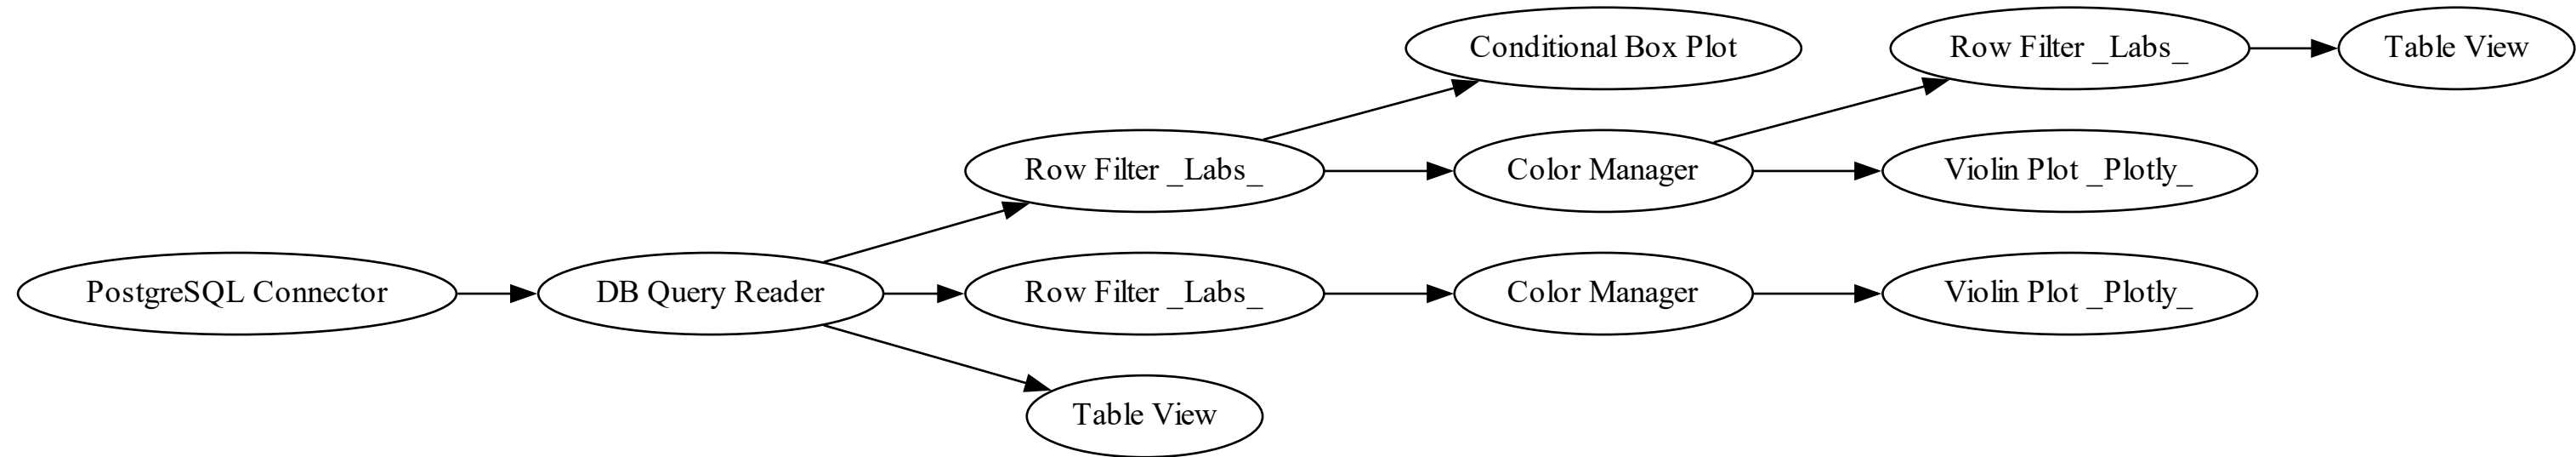 Conditional Box Plot
Row Filter _Labs_
Table View
Row Filter _Labs_
Color Manager
Violin Plot _Plotly_
PostgreSQL Connector
DB Query Reader
Row Filter _Labs_
Color Manager
Violin Plot _Plotly_
Table View